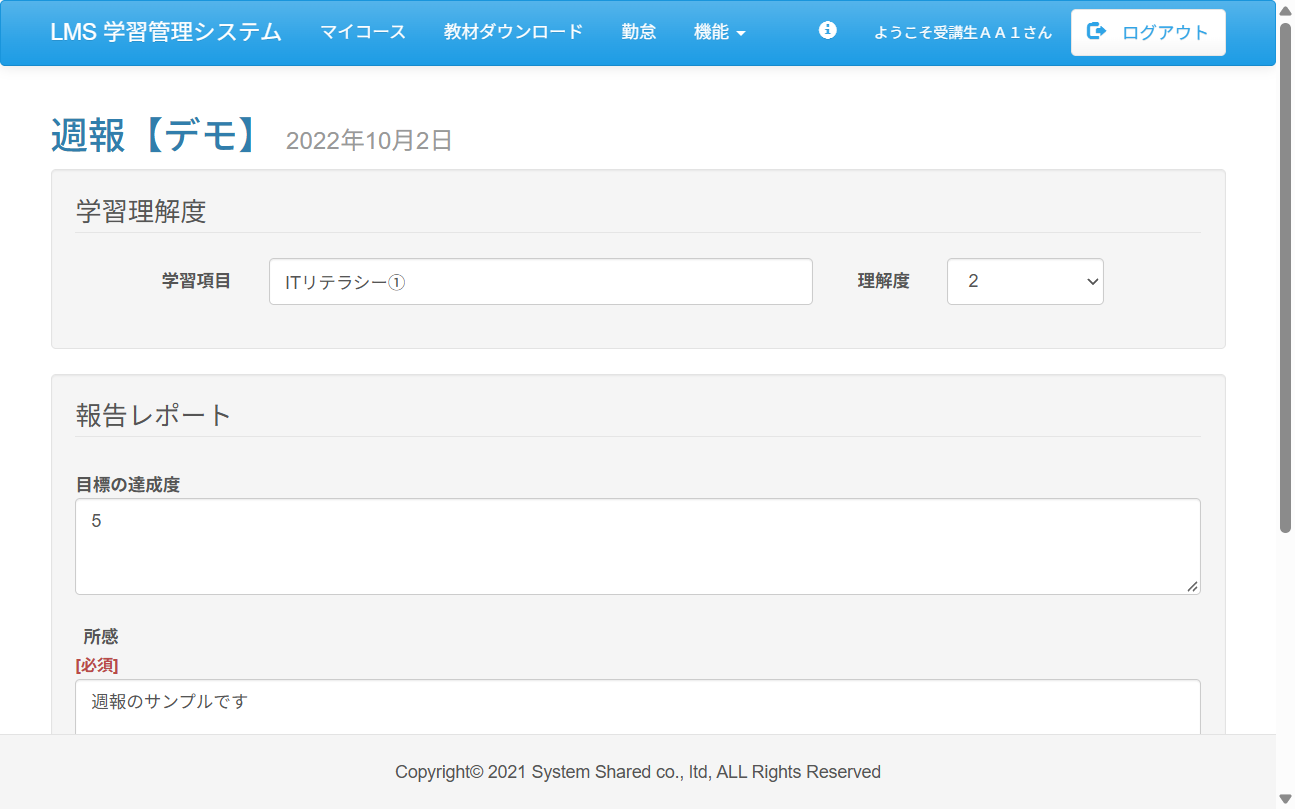 LMS 学習管理システム マイコース 教材ダウンロード 勤怠 機能 ようこそ受講生ＡＡ１さん ログアウト
週報【デモ】 2022年10月2日
学習理解度
学習項目 ITリテラシー① 理解度 2
報告レポート
目標の達成度
5
所感
[必須]
週報のサンプルです
Copyright© 2021 System Shared co., ltd, ALL Rights Reserved